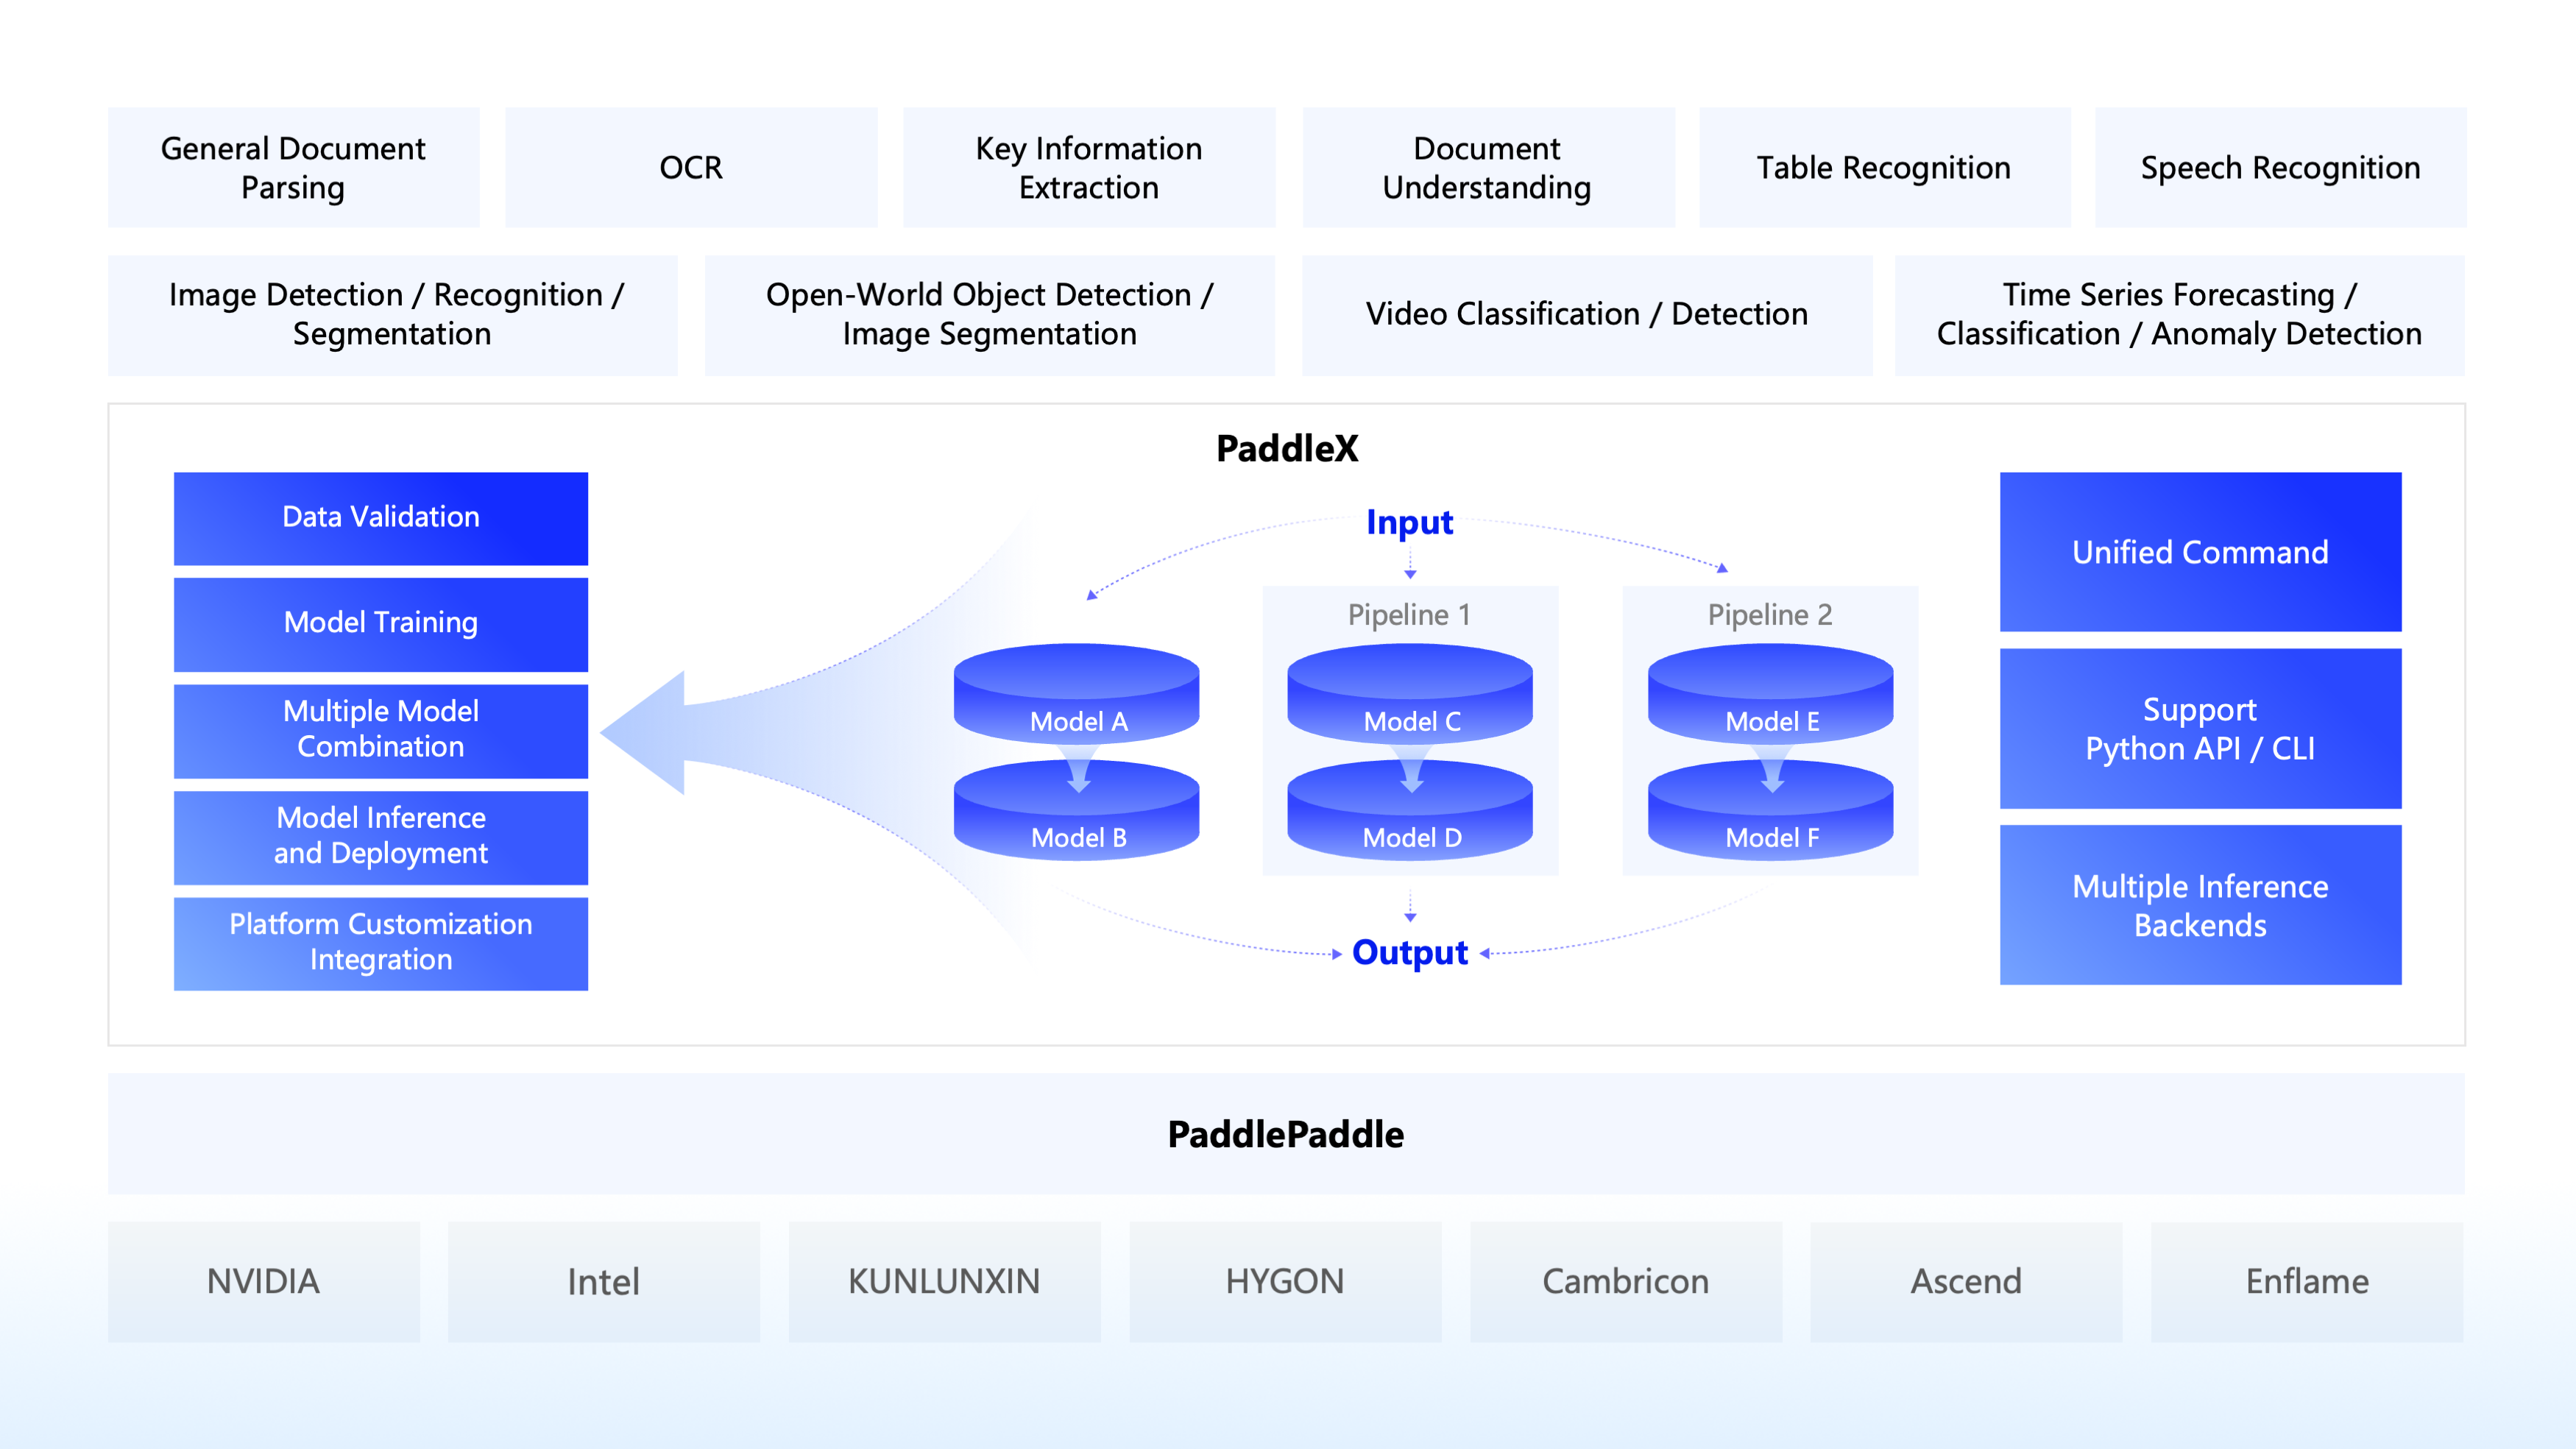 General Document
Parsing
OCR
Key Information
Extraction
Document
Understanding
Table Recognition
Speech Recognition
Image Detection / Recognition /
Segmentation
Open-World Object Detection /
Image Segmentation
Video Classification / Detection
Time Series Forecasting /
Classification / Anomaly Detection
PaddleX
Data Validation
Model Training
Multiple Model
Combination
Model Inference
and Deployment
Platform Customization
Integration
Input
Pipeline 1
Pipeline 2
Model A
Model C
Model E
Model B
Model D
Model F
Output
Unified Command
Support
Python API / CLI
Multiple Inference
Backends
PaddlePaddle
NVIDIA
Intel
KUNLUNXIN
HYGON
Cambricon
Ascend
Enflame